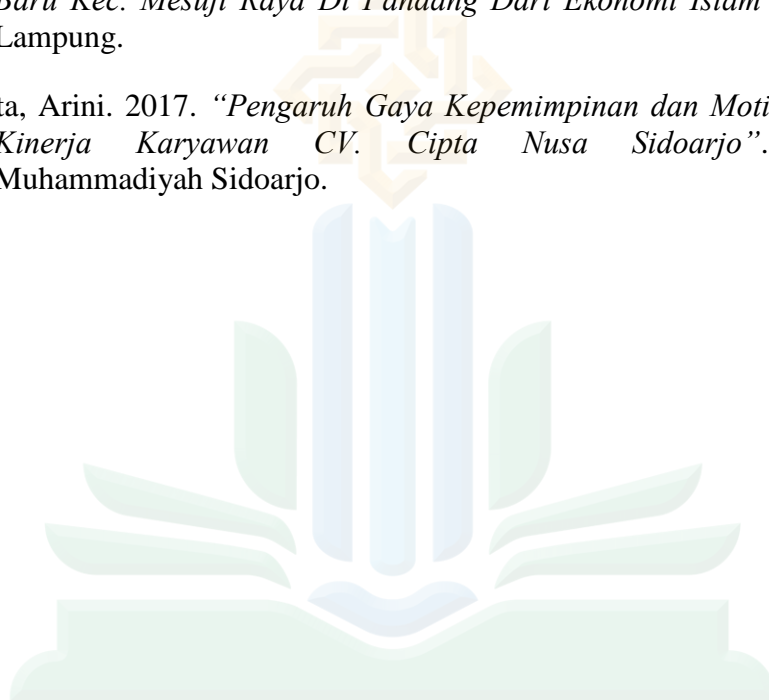 Baru Kec. Mesuji Raya Di Pandang Dari Ekonomi Islam
Lampung.
ta, Arini. 2017. “Pengaruh Gaya Kepemimpinan dan Moti
Kinerja Karyawan CV. Cipta Nusa Sidoarjo”.
Muhammadiyah Sidoarjo.